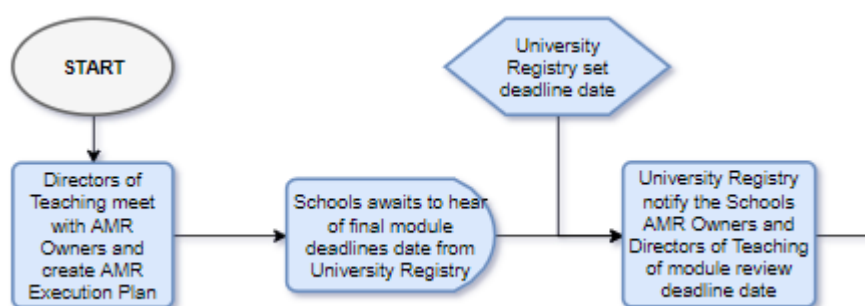 START
University
Registry set
deadline date
Directors of
Teaching meet
with AMR
Owners and
create AMR
Execution Plan
Schools awaits to hear
of final module
deadlines date from
University Registry
University Registry
notify the Schools
AMR Owners and
Directors of Teaching
of module review
deadline date